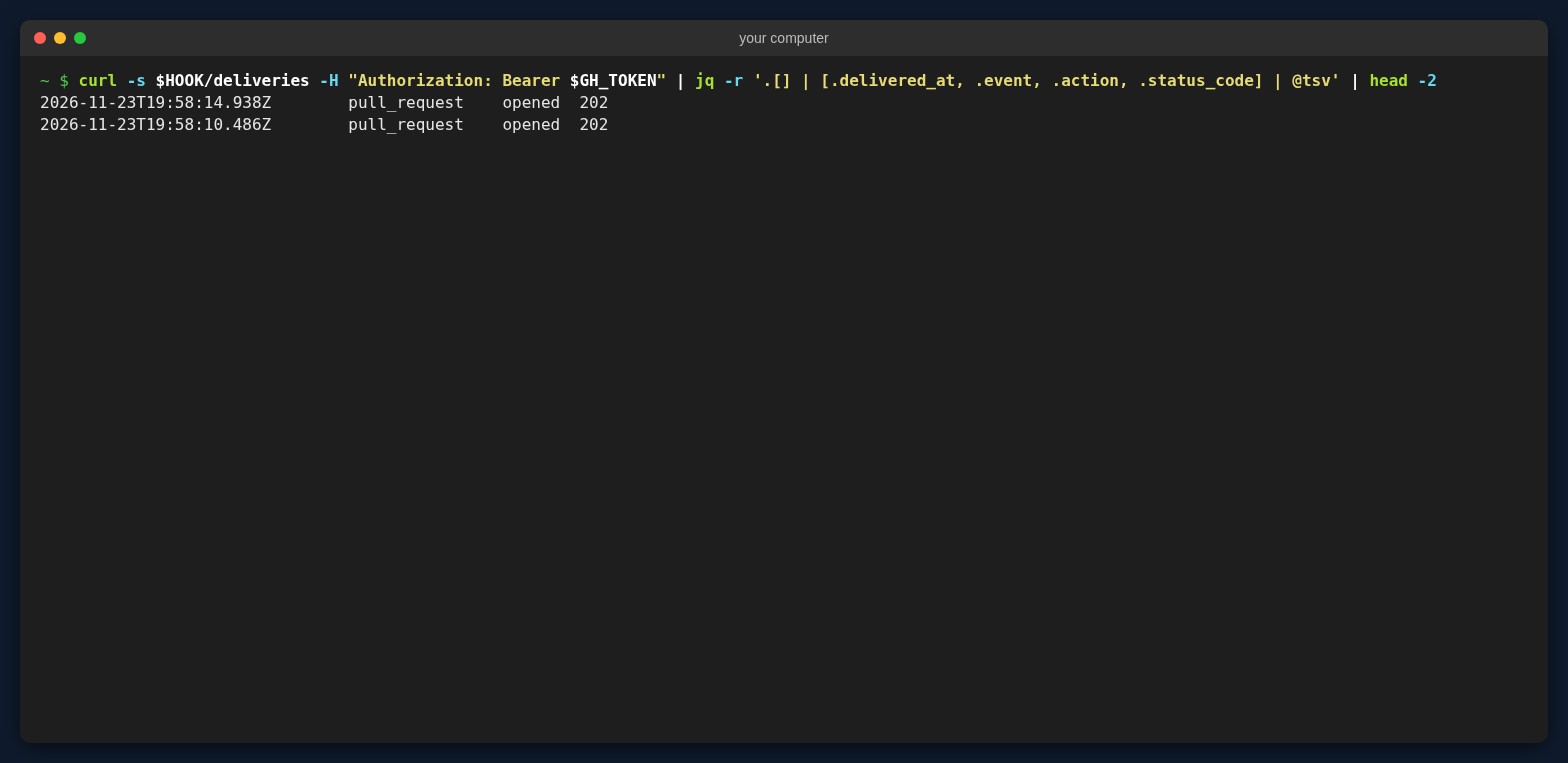 your computer
~ $ curl -s $HOOK/deliveries -H "Authorization: Bearer $GH_TOKEN" | jq -r '.[] | [.delivered_at, .event, .action, .status_code] | @tsv' | head -2
2026-11-23T19:58:14.938Z        pull_request    opened  202
2026-11-23T19:58:10.486Z        pull_request    opened  202